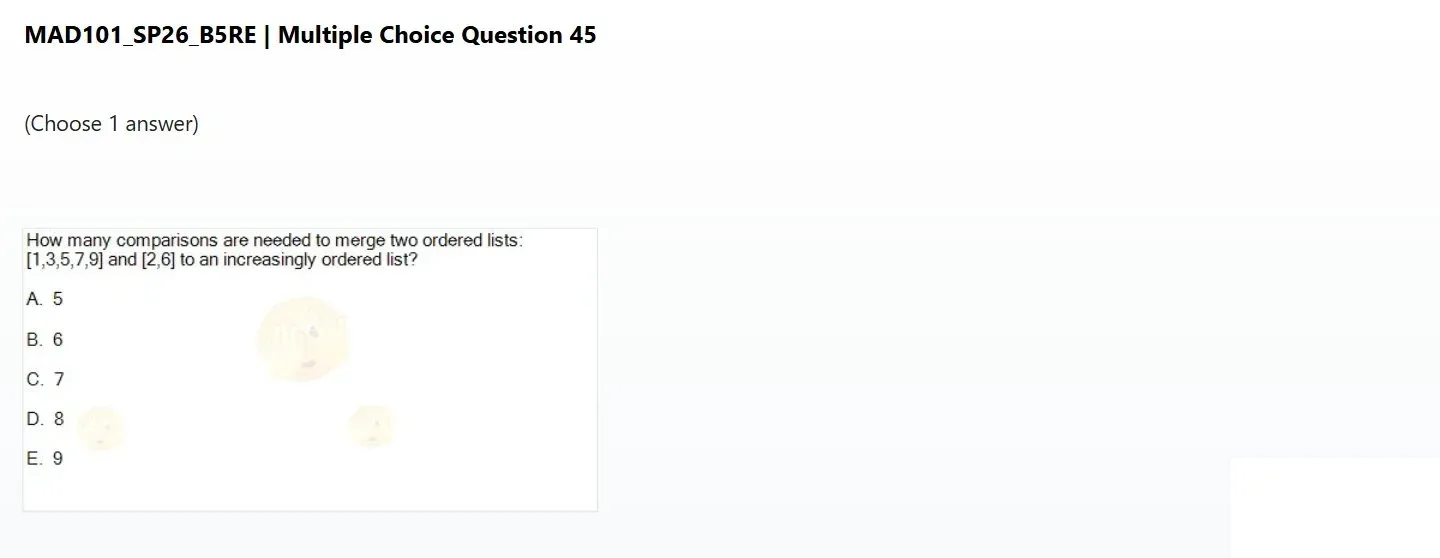 MAD101_SP26_B5RE | Multiple Choice Question 45
(Choose 1 answer)
How many comparisons are needed to merge two ordered lists:
[1,3,5,7,9] and [2,6] to an increasingly ordered list?
A. 5
B. 6
C. 7
D. 8
E. 9